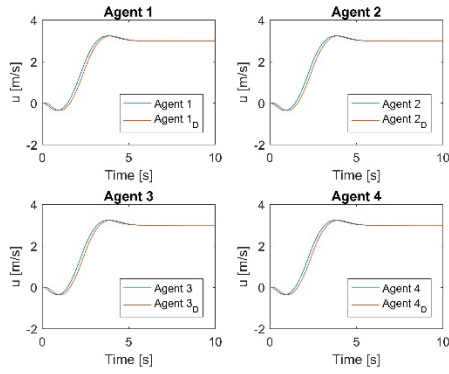 Agent 1
u [m/s]
4
2
0
-2
Agent 1
Agent 1D
0
5
10
Time [s]
Agent 2
u [m/s]
4
2
0
-2
Agent 2
Agent 2D
0
5
10
Time [s]
Agent 3
u [m/s]
4
2
0
-2
Agent 3
Agent 3D
0
5
10
Time [s]
Agent 4
u [m/s]
4
2
0
-2
Agent 4
Agent 4D
0
5
10
Time [s]